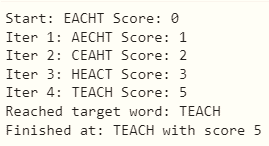 Start: EACHT Score: 0
Iter 1: AECHT Score: 1
Iter 2: CEAHT Score: 2
Iter 3: HEACT Score: 3
Iter 4: TEACH Score: 5
Reached target word: TEACH
Finished at: TEACH with score 5